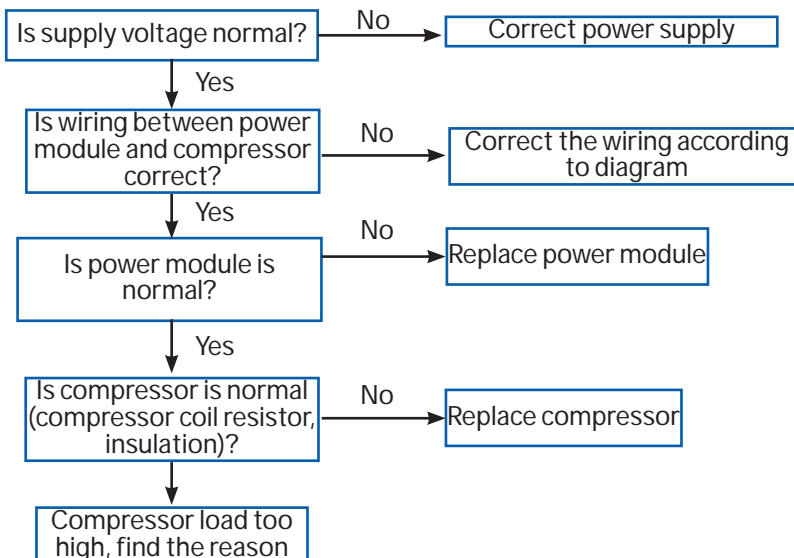 Is supply voltage normal?
No
Correct power supply
Yes
Is wiring between power
module and compressor
correct?
No
Correct the wiring according
to diagram
Yes
Is power module is
normal?
No
Replace power module
Yes
Is compressor is normal
(compressor coil resistor,
insulation)?
No
Replace compressor
Compressor load too
high, find the reason